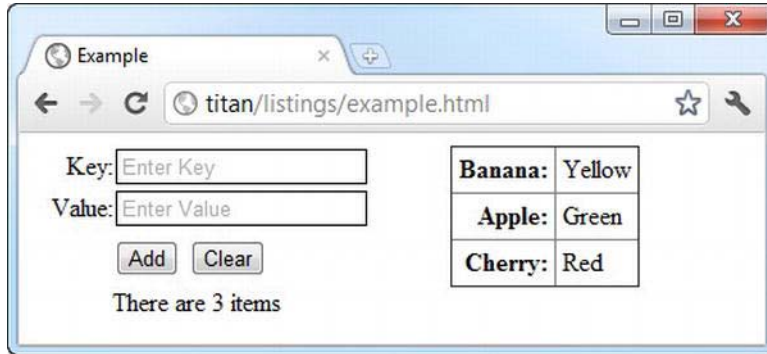 Example
titan/listings/example.html
Key: Enter Key
Value: Enter Value
Add Clear
There are 3 items
Banana: Yellow
Apple: Green
Cherry: Red